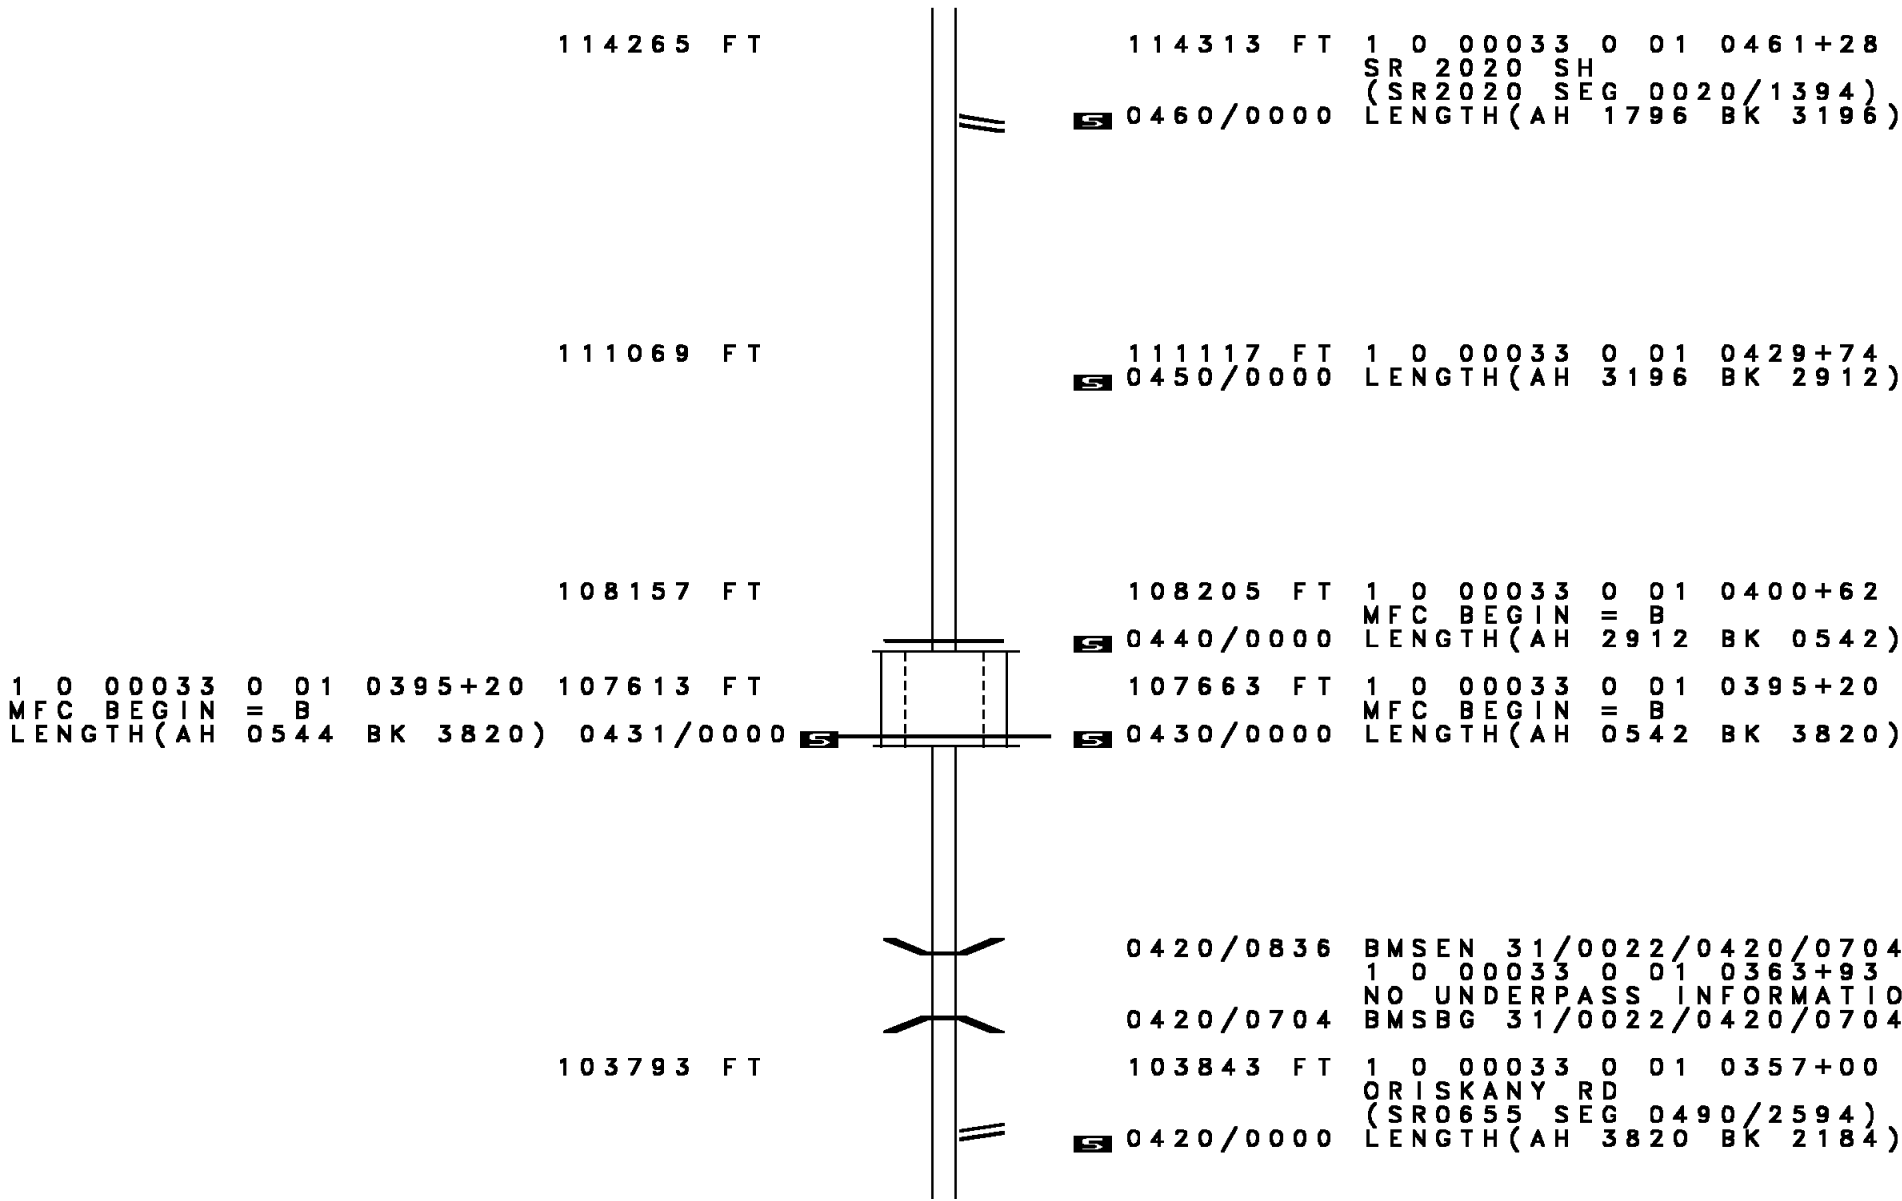 114265 FT 114313 FT 1 0 00033 0 01 0461+28
SR 2020 SH
(SR2020 SEG 0020/1394)
S 0460/0000 LENGTH(AH 1796 BK 3196)
111069 FT 111117 FT 1 0 00033 0 01 0429+74
S 0450/0000 LENGTH(AH 3196 BK 2912)
108157 FT 108205 FT 1 0 00033 0 01 0400+62
MFC BEGIN = B
S 0440/0000 LENGTH(AH 2912 BK 0542)
1 0 00033 0 01 0395+20 107613 FT 107663 FT 1 0 00033 0 01 0395+20
MFC BEGIN = B MFC BEGIN = B
LENGTH(AH 0544 BK 3820) 0431/0000 S S 0430/0000 LENGTH(AH 0542 BK 3820)
0420/0836 BMSEN 31/0022/0420/0704
1 0 00033 0 01 0363+93
NO UNDERPASS INFORMATIO
0420/0704 BMSBG 31/0022/0420/0704
103793 FT 103843 FT 1 0 00033 0 01 0357+00
ORISKANY RD
(SR0655 SEG 0490/2594)
S 0420/0000 LENGTH(AH 3820 BK 2184)